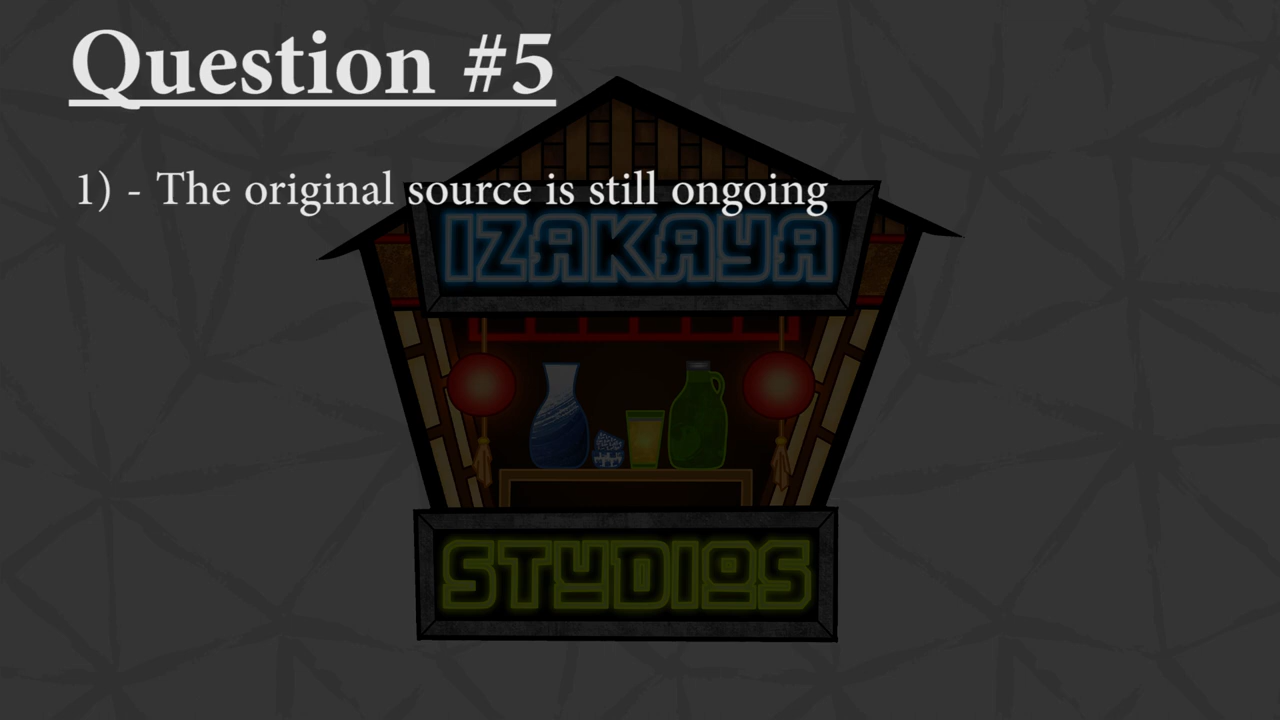 Question #5
1) - The original source is still ongoing
IZAKAYA
STUDIOS